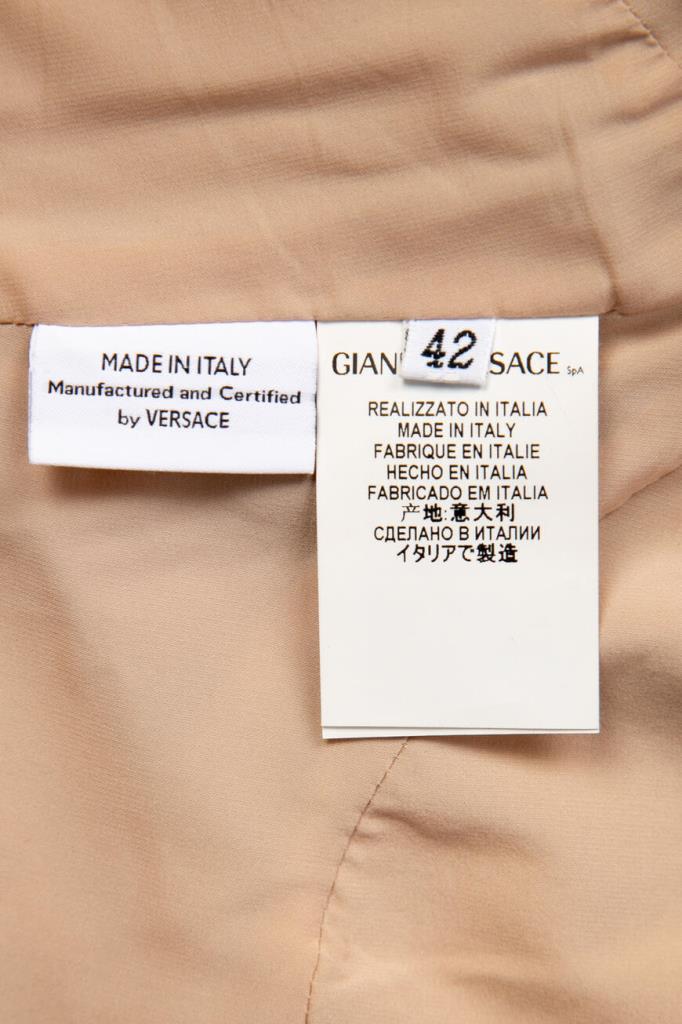 MADE IN ITALY
Manufactured and Certified
by VERSACE
42
GIAN SACE SpA
REALIZZATO IN ITALIA
MADE IN ITALY
FABRIQUE EN ITALIE
HECHO EN ITALIA
FABRICADO EM ITALIA
产地:意大利
СДЕЛАНО В ИТАЛИИ
イタリアで製造